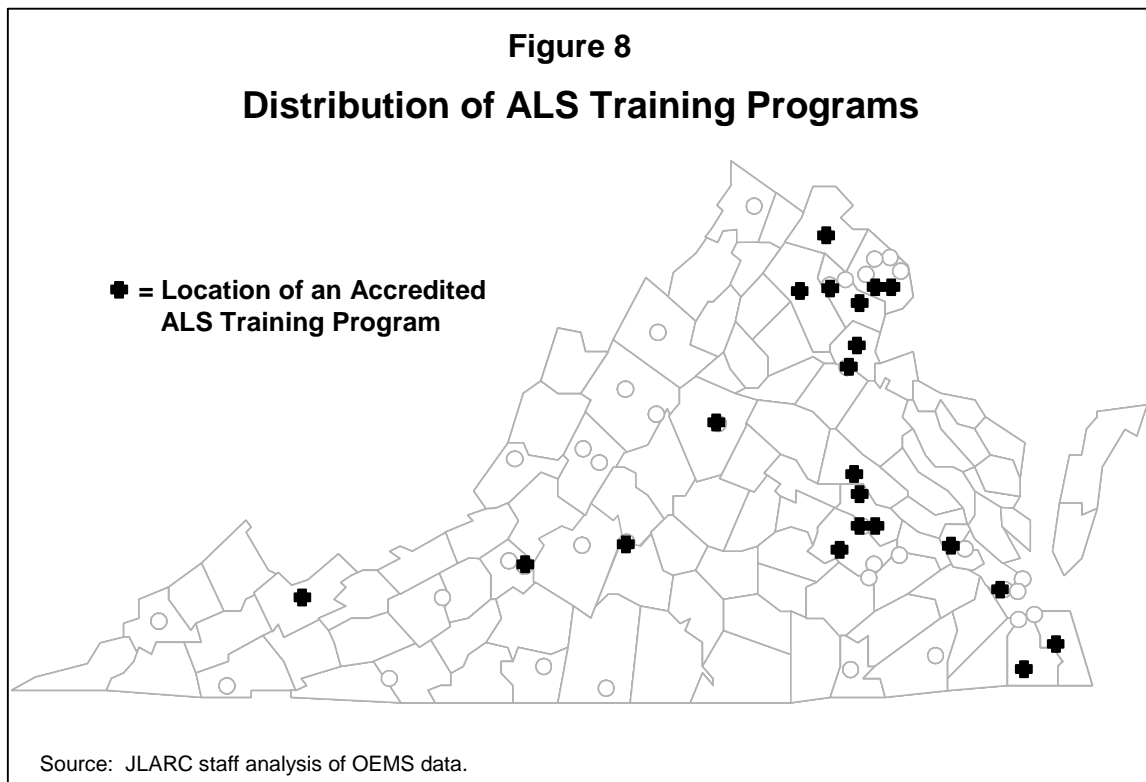 Figure 8
Distribution of ALS Training Programs
= Location of an Accredited
ALS Training Program
Source: JLARC staff analysis of OEMS data.